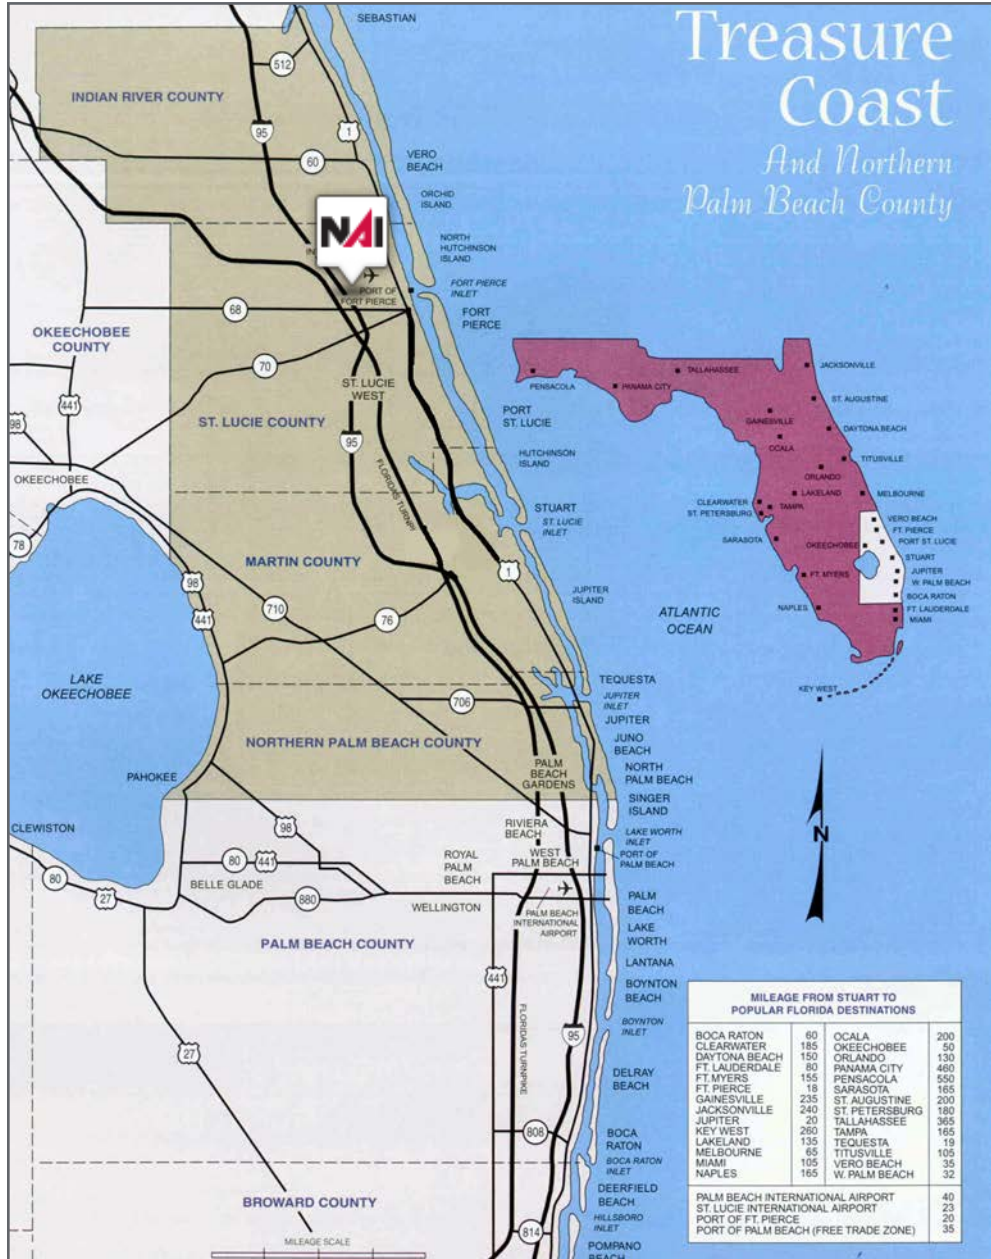 Treasure
Coast
And Northern
Palm Beach County
SEBASTIAN
512
INDIAN RIVER COUNTY
95
1
60
VERO
BEACH
ORCHID
ISLAND
NAI
NORTH
HUTCHINSON
ISLAND
IN
PORT OF
FORT PIERCE
FORT PIERCE
INLET
FORT
PIERCE
68
OKEECHOBEE
COUNTY
70
ST. LUCIE
WEST
441
98
ST. LUCIE COUNTY
95
PORT
ST. LUCIE
HUTCHINSON
ISLAND
FLORIDAS TURNPI
OKEECHOBEE
STUART
ST. LUCIE
INLET
78
MARTIN COUNTY
1
98
441
710
76
JUPITER
ISLAND
ATLANTIC
OCEAN
LAKE
OKEECHOBEE
TEQUESTA
JUPITER
INLET
706
JUPITER
NORTHERN PALM BEACH COUNTY
JUNO
BEACH
PAHOKEE
PALM
BEACH
GARDENS
NORTH
PALM BEACH
SINGER
ISLAND
CLEWISTON
98
RIVIERA
BEACH
LAKE WORTH
INLET
PORT OF
PALM BEACH
80
441
ROYAL
PALM
BEACH
WEST
PALM BEACH
80
27
BELLE GLADE
880
WELLINGTON
PALM BEACH
INTERNATIONAL
AIRPORT
PALM
BEACH
LAKE
WORTH
PALM BEACH COUNTY
LANTANA
441
BOYNTON
BEACH
BOYNTON
INLET
FLORIDAS TURNPIKE
95
27
DELRAY
BEACH
808
BOCA
RATON
BOCA RATON
INLET
BROWARD COUNTY
DEERFIELD
BEACH
HILLSBORO
INLET
814
MILEAGE SCALE
POMPANO
BEACH
PENSACOLA
PANAMA CITY
TALLAHASSEE
JACKSONVILLE
ST. AUGUSTINE
GAINESVILLE
DAYTONA BEACH
OCALA
TITUSVILLE
ORLANDO
LAKELAND
MELBOURNE
CLEARWATER
TAMPA
ST. PETERSBURG
VERO BEACH
FT. PIERCE
SARASOTA
PORT ST. LUCIE
OKEECHOBEE
STUART
FT. MYERS
JUPITER
W. PALM BEACH
BOCA RATON
NAPLES
FT. LAUDERDALE
MIAMI
KEY WEST
N
MILEAGE FROM STUART TO
POPULAR FLORIDA DESTINATIONS
BOCA RATON 60 OCALA 200
CLEARWATER 185 OKEECHOBEE 50
DAYTONA BEACH 150 ORLANDO 130
FT. LAUDERDALE 80 PANAMA CITY 460
FT. MYERS 155 PENSACOLA 550
FT. PIERCE 18 SARASOTA 165
GAINESVILLE 235 ST. AUGUSTINE 200
JACKSONVILLE 240 ST. PETERSBURG 180
JUPITER 20 TALLAHASSEE 365
KEY WEST 260 TAMPA 165
LAKELAND 135 TEQUESTA 19
MELBOURNE 65 TITUSVILLE 105
MIAMI 105 VERO BEACH 35
NAPLES 165 W. PALM BEACH 32
PALM BEACH INTERNATIONAL AIRPORT 40
ST. LUCIE INTERNATIONAL AIRPORT 23
PORT OF FT. PIERCE 20
PORT OF PALM BEACH (FREE TRADE ZONE) 35